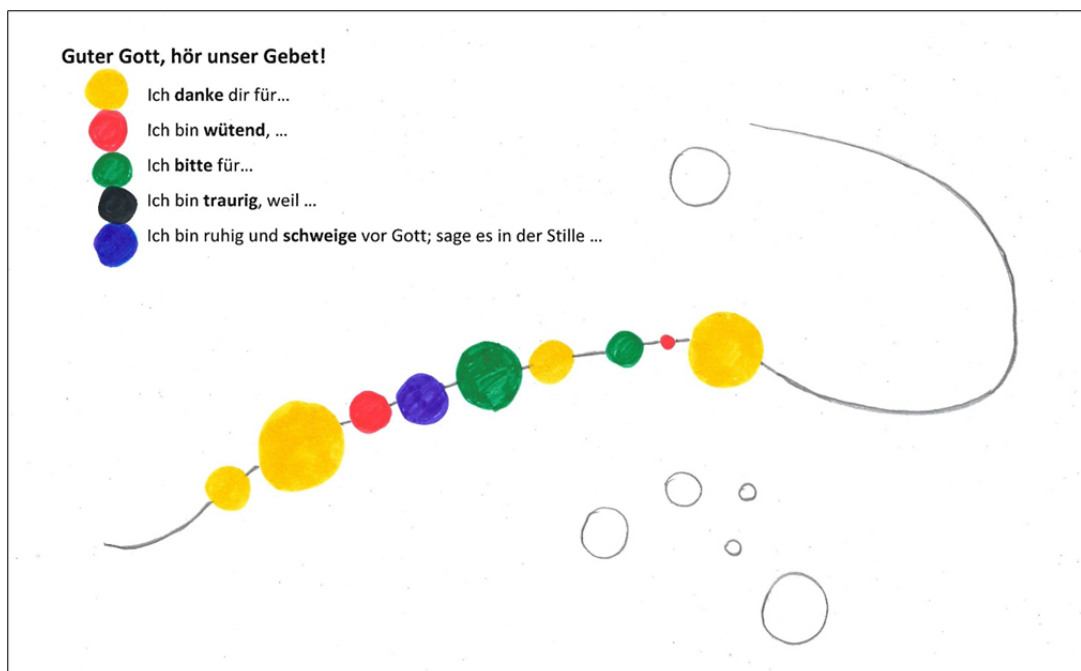 Guter Gott, hör unser Gebet!
Ich danke dir für...
Ich bin wütend, ...
Ich bitte für...
Ich bin traurig, weil ...
Ich bin ruhig und schweige vor Gott; sage es in der Stille ...